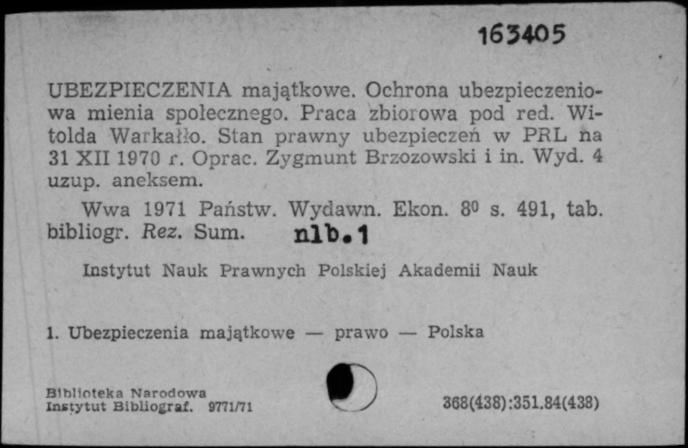 163405
UBEZPIECZENIA majątkowe. Ochrona ubezpieczenio-
wa mienia społecznego. Praca zbiorowa pod red. Wi-
tolda Warkałło. Stan prawny ubezpieczeń w PRL na
31 XII 1970 r. Oprac. Zygmunt Brzozowski i in. Wyd. 4
uzup. aneksem.
Wwa 1971 Państw. Wydawn. Ekon. 8⁰ s. 491, tab.
bibliogr. Rez. Sum. nlb.1
Instytut Nauk Prawnych Polskiej Akademii Nauk
1. Ubezpieczenia majątkowe — prawo — Polska
Biblioteka Narodowa
Instytut Bibliograf. 9771/71 368(438):351.84(438)